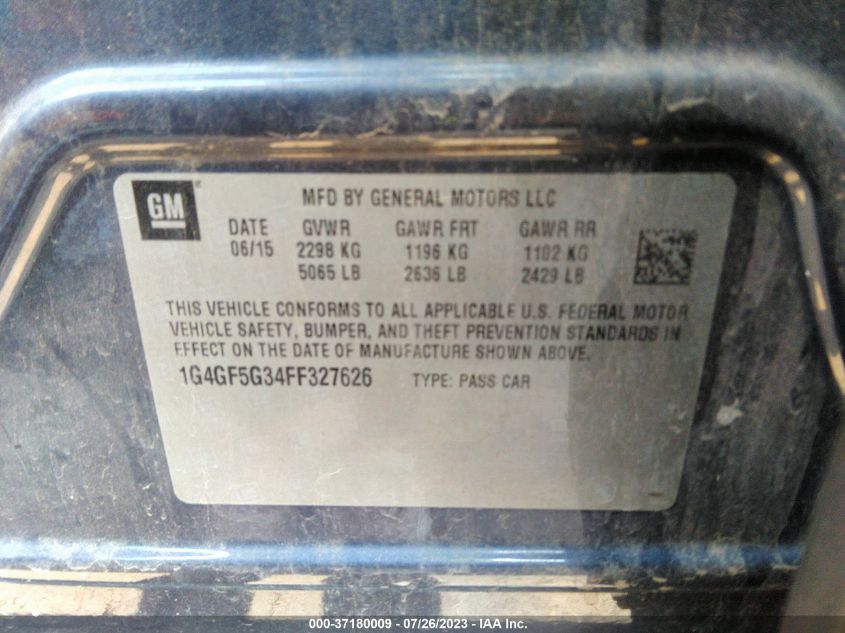 GM
MFD BY GENERAL MOTORS LLC
DATE GVWR GAWR FRT GAWR RR
06/15 2298 KG 1196 KG 1102 KG
5065 LB 2636 LB 2429 LB
THIS VEHICLE CONFORMS TO ALL APPLICABLE U.S. FEDERAL MOTOR
VEHICLE SAFETY, BUMPER, AND THEFT PREVENTION STANDARDS IN
EFFECT ON THE DATE OF MANUFACTURE SHOWN ABOVE.
1G4GF5G34FF327626 TYPE: PASS CAR
000-37180009 / 07/26/2023 - IAA Inc.